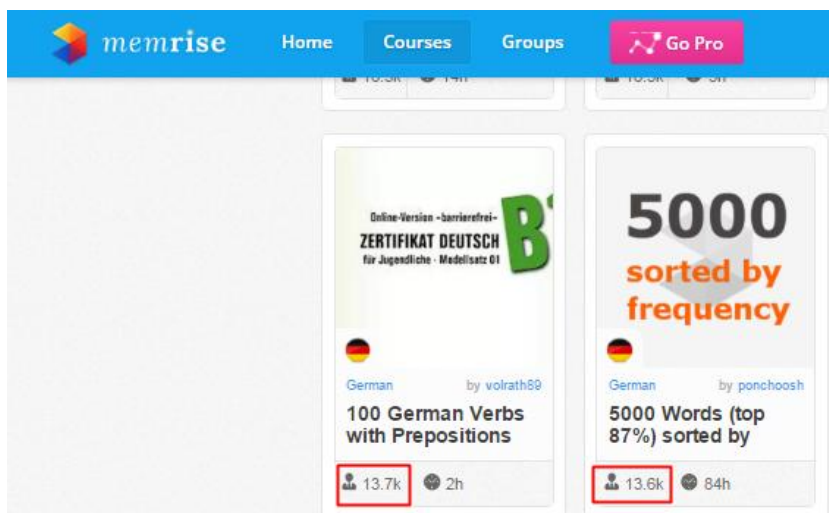 memrise Home Courses Groups Go Pro
Online-Version -barrierefrei-
ZERTIFIKAT DEUTSCH
für Jugendliche - Modellsatz 01
5000
sorted by
frequency
German by volrath89
100 German Verbs
with Prepositions
13.7k 2h
German by ponchoosh
5000 Words (top
87%) sorted by
13.6k 84h